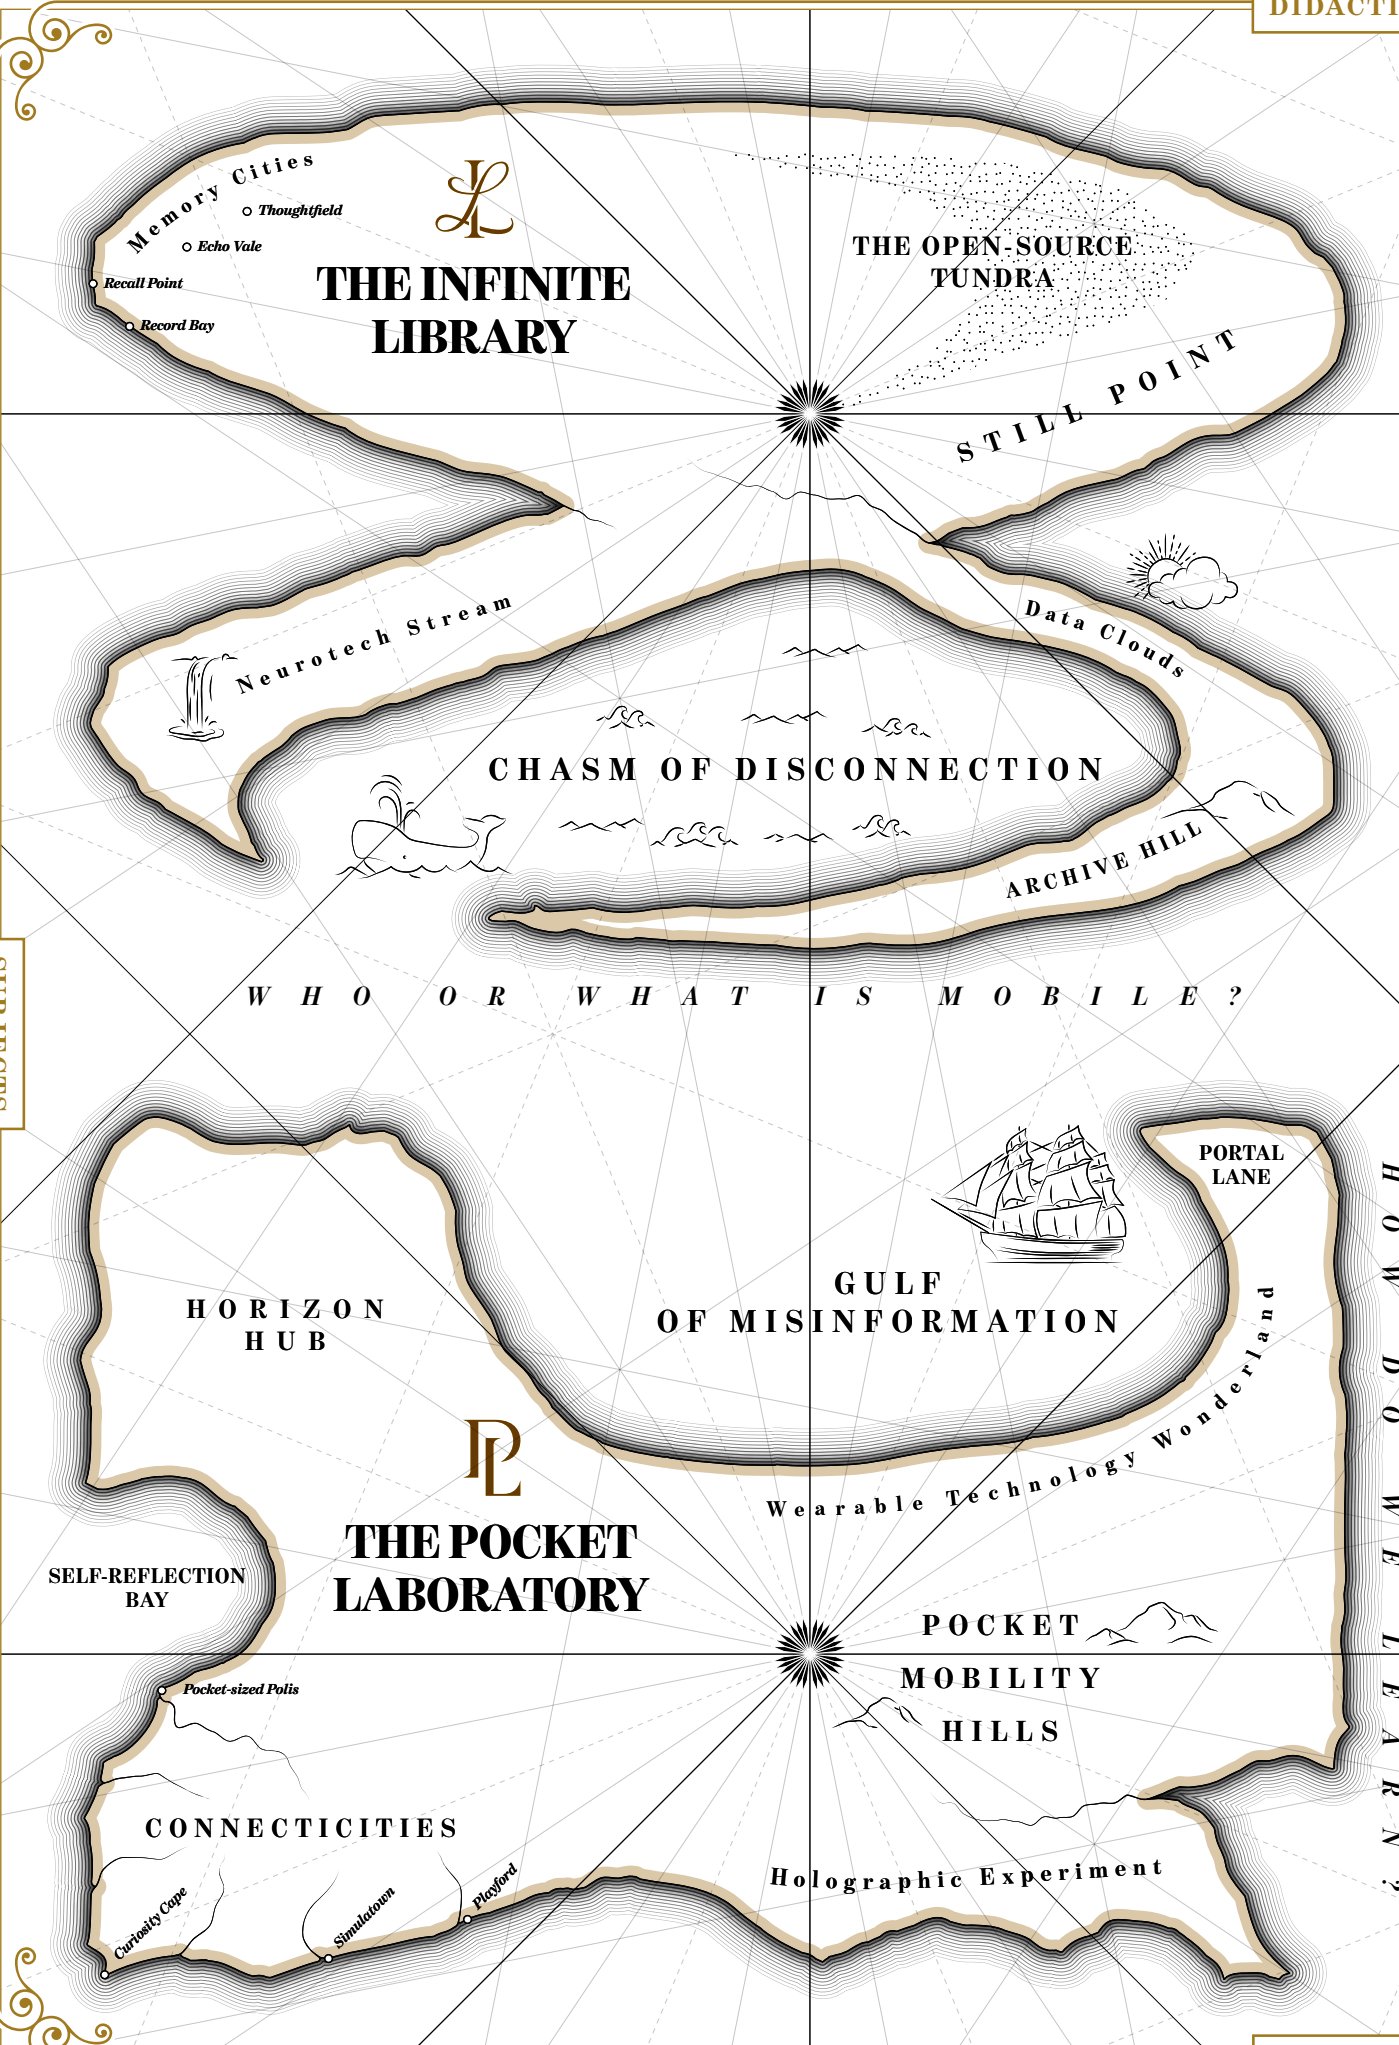 DIDACTI
Memory Cities
Thoughtfield
Echo Vale
Recall Point
Record Bay
IL
THE INFINITE
LIBRARY
THE OPEN-SOURCE
TUNDRA
STILL POINT
Neurotech Stream
Data Clouds
CHASM OF DISCONNECTION
ARCHIVE HILL
SUBJECTS
WHO OR WHAT IS MOBILE?
PORTAL
LANE
HORIZON
HUB
GULF
OF MISINFORMATION
Wearable Technology Wonderland
HOW DO WE LEARN?
PL
THE POCKET
LABORATORY
SELF-REFLECTION
BAY
POCKET
MOBILITY
HILLS
Pocket-sized Polis
CONNECTICITIES
Curiosity Cape
Simulatown
Playford
Holographic Experiment